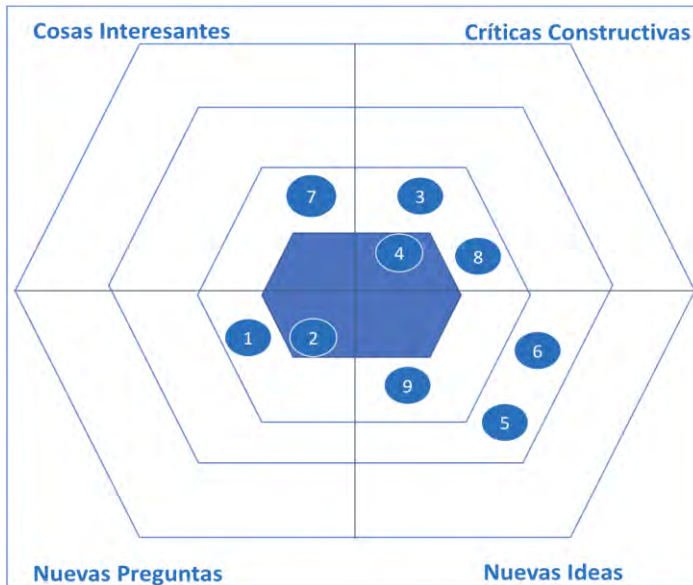 Cosas Interesantes
Críticas Constructivas
7
3
4
8
1
2
6
9
5
Nuevas Preguntas
Nuevas Ideas